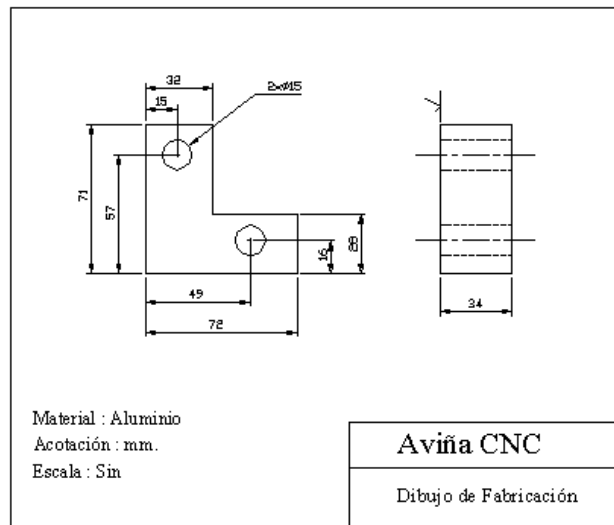 32
15
2xø15
71
57
16
28
49
72
34
Material : Aluminio
Acotación : mm.
Escala : Sin
Aviña CNC
Dibujo de Fabricación